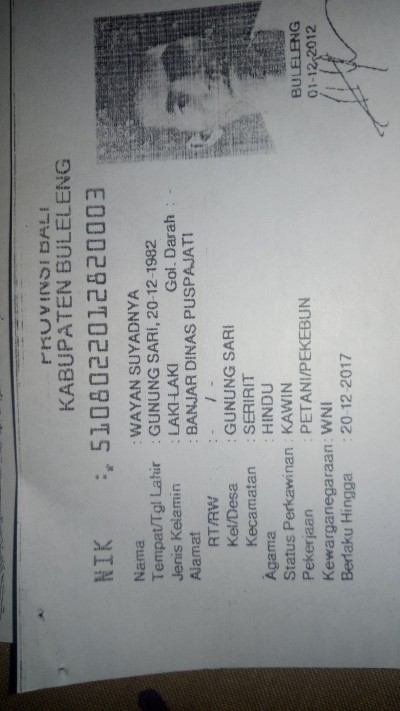 PROVINSI BALI
KABUPATEN BULELENG
NIK : 5108022012820003
Nama : WAYAN SUYADNYA
Tempat/Tgl Lahir : GUNUNG SARI, 20-12-1982
Jenis Kelamin : LAKI-LAKI Gol. Darah : -
Alamat : BANJAR DINAS PUSPAJATI
RT/RW : - / -
Kel/Desa : GUNUNG SARI
Kecamatan : SERIRIT
Agama : HINDU
Status Perkawinan : KAWIN
Pekerjaan : PETANI/PEKEBUN
Kewarganegaraan : WNI
Berlaku Hingga : 20-12-2017
BULELENG
01-12-2012